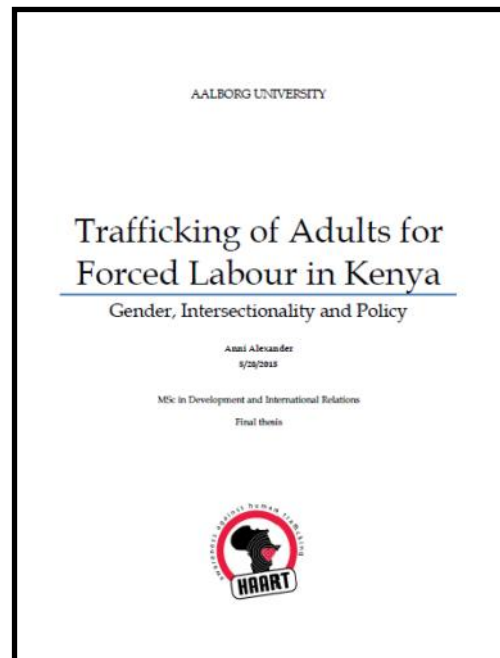 AALBORG UNIVERSITY
Trafficking of Adults for
Forced Labour in Kenya
Gender, Intersectionality and Policy
Anni Alexander
5/28/2015
MSc in Development and International Relations
Final thesis
awareness against human trafficking
HAART